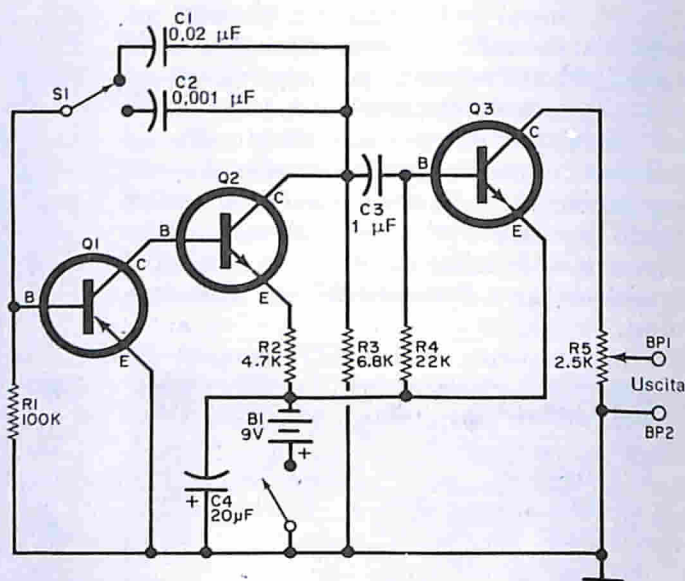 C1
0,02 µF
C2
0,001 µF
S1
Q3
C
B
E
Q2
C
B
E
C3
1 µF
Q1
C
B
E
R2
4.7K
R3
6.8K
R4
22K
R5
2.5K
BP1
Uscita
BP2
R1
100K
B1
9V
+
+
C4
20µF